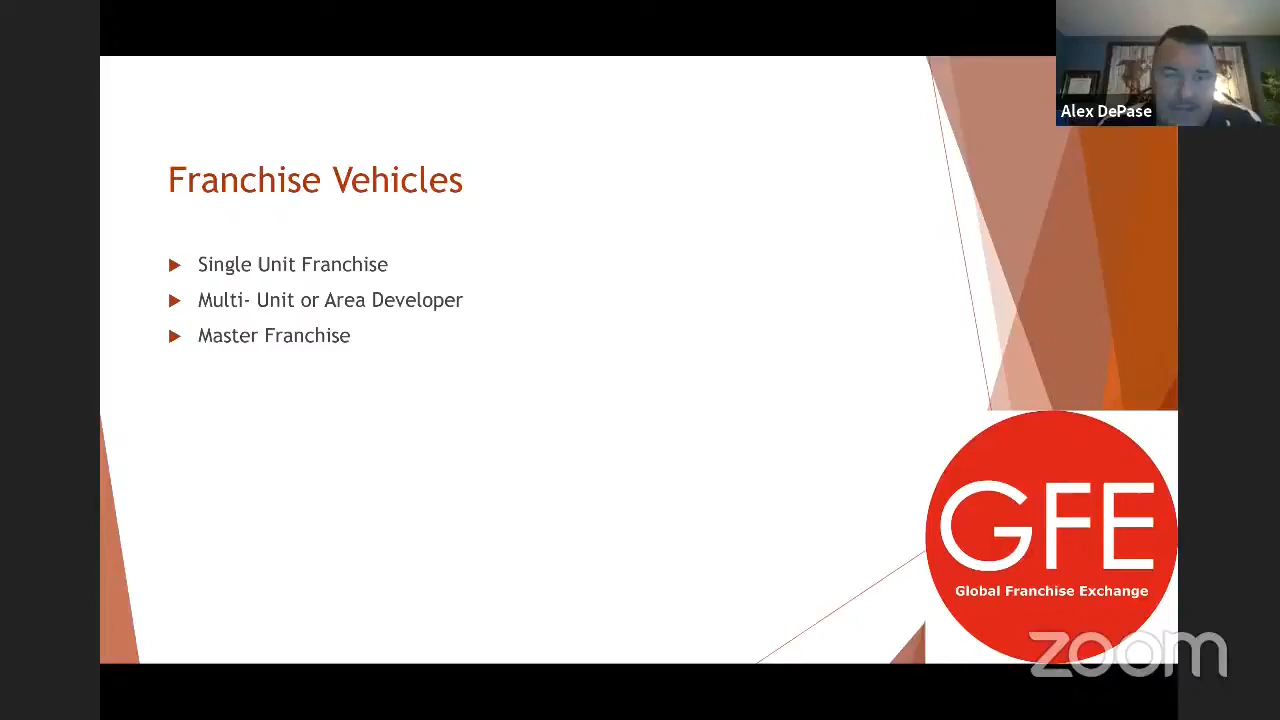 Alex DePase
Franchise Vehicles
Single Unit Franchise
Multi- Unit or Area Developer
Master Franchise
GFE
Global Franchise Exchange
zoom